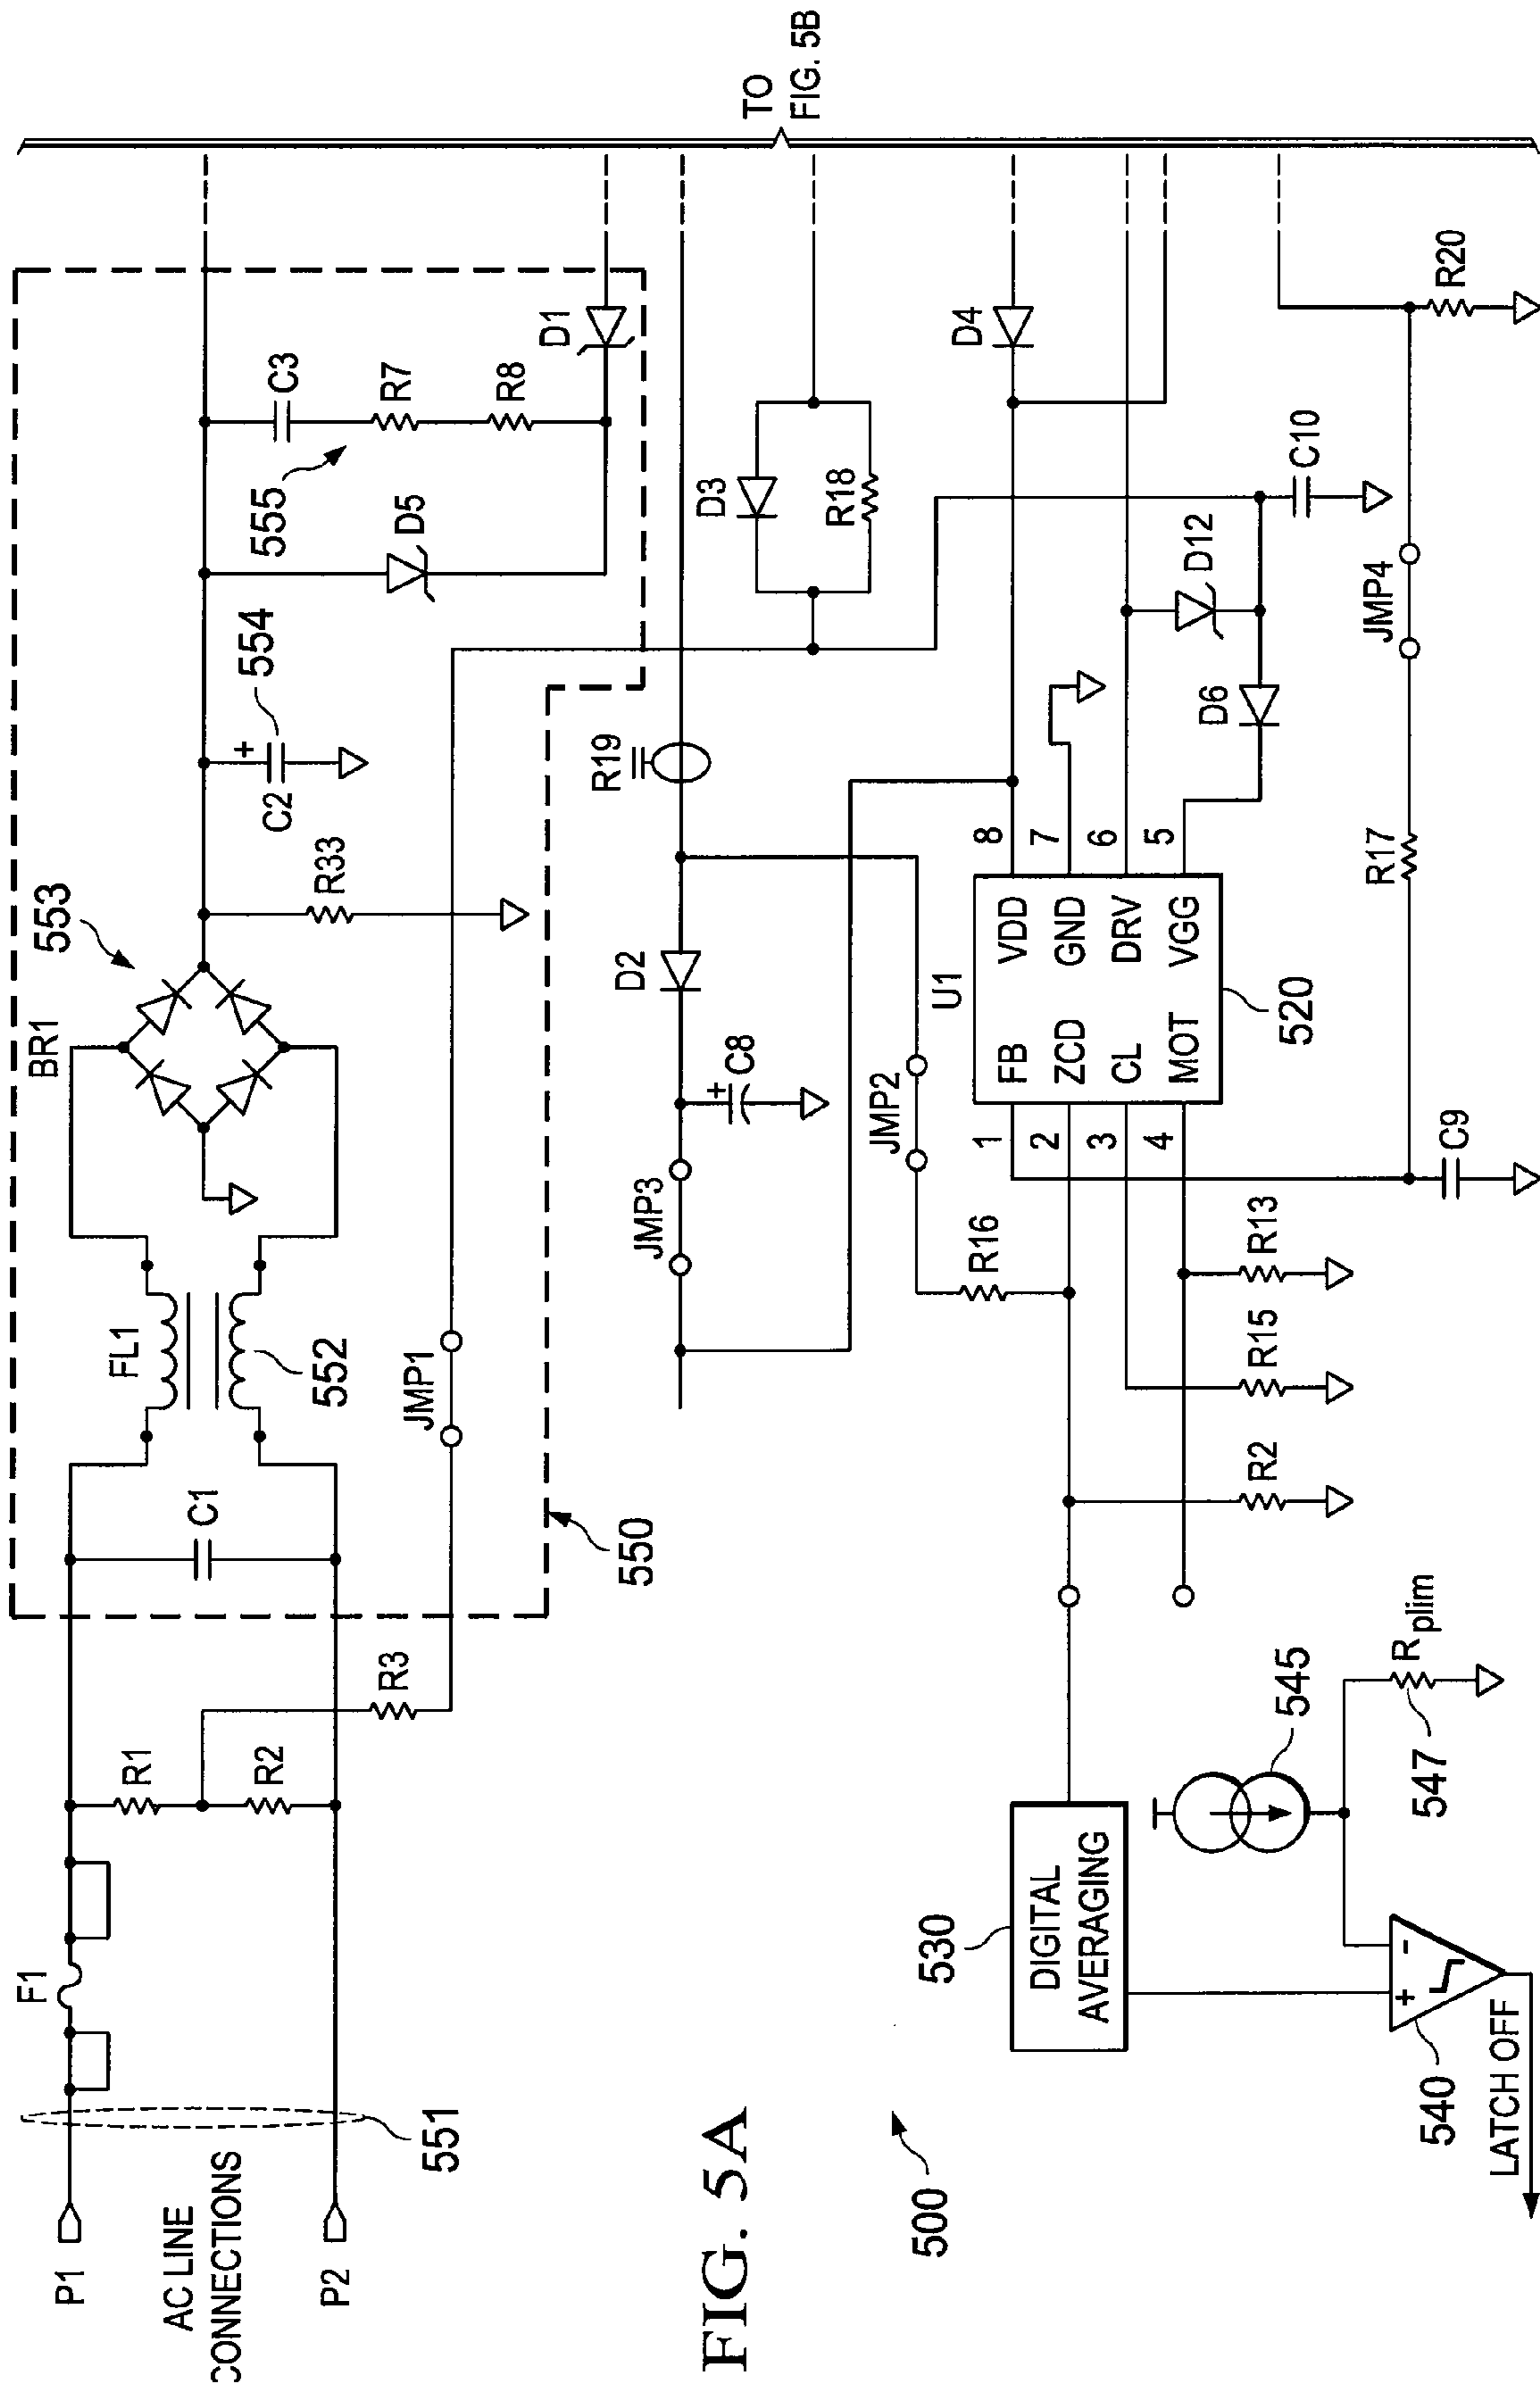 P1
AC LINE
CONNECTIONS
P2
551
F1
R1
R2
R3
C1
550
FL1
552
JMP1
BR1
553
R33
C2
+
554
D5
555
C3
R7
R8
D1
TO
FIG. 5B
JMP3
+
C8
D2
R19
D3
R18
D4
JMP2
R16
U1
1
2
3
4
FB
ZCD
CL
MOT
VDD
GND
DRV
VGG
8
7
6
5
520
D6
D12
C10
R2
R15
R13
C9
R17
JMP4
R20
FIG. 5A
500
530
DIGITAL
AVERAGING
545
547
Rplim
+
-
540
LATCH OFF